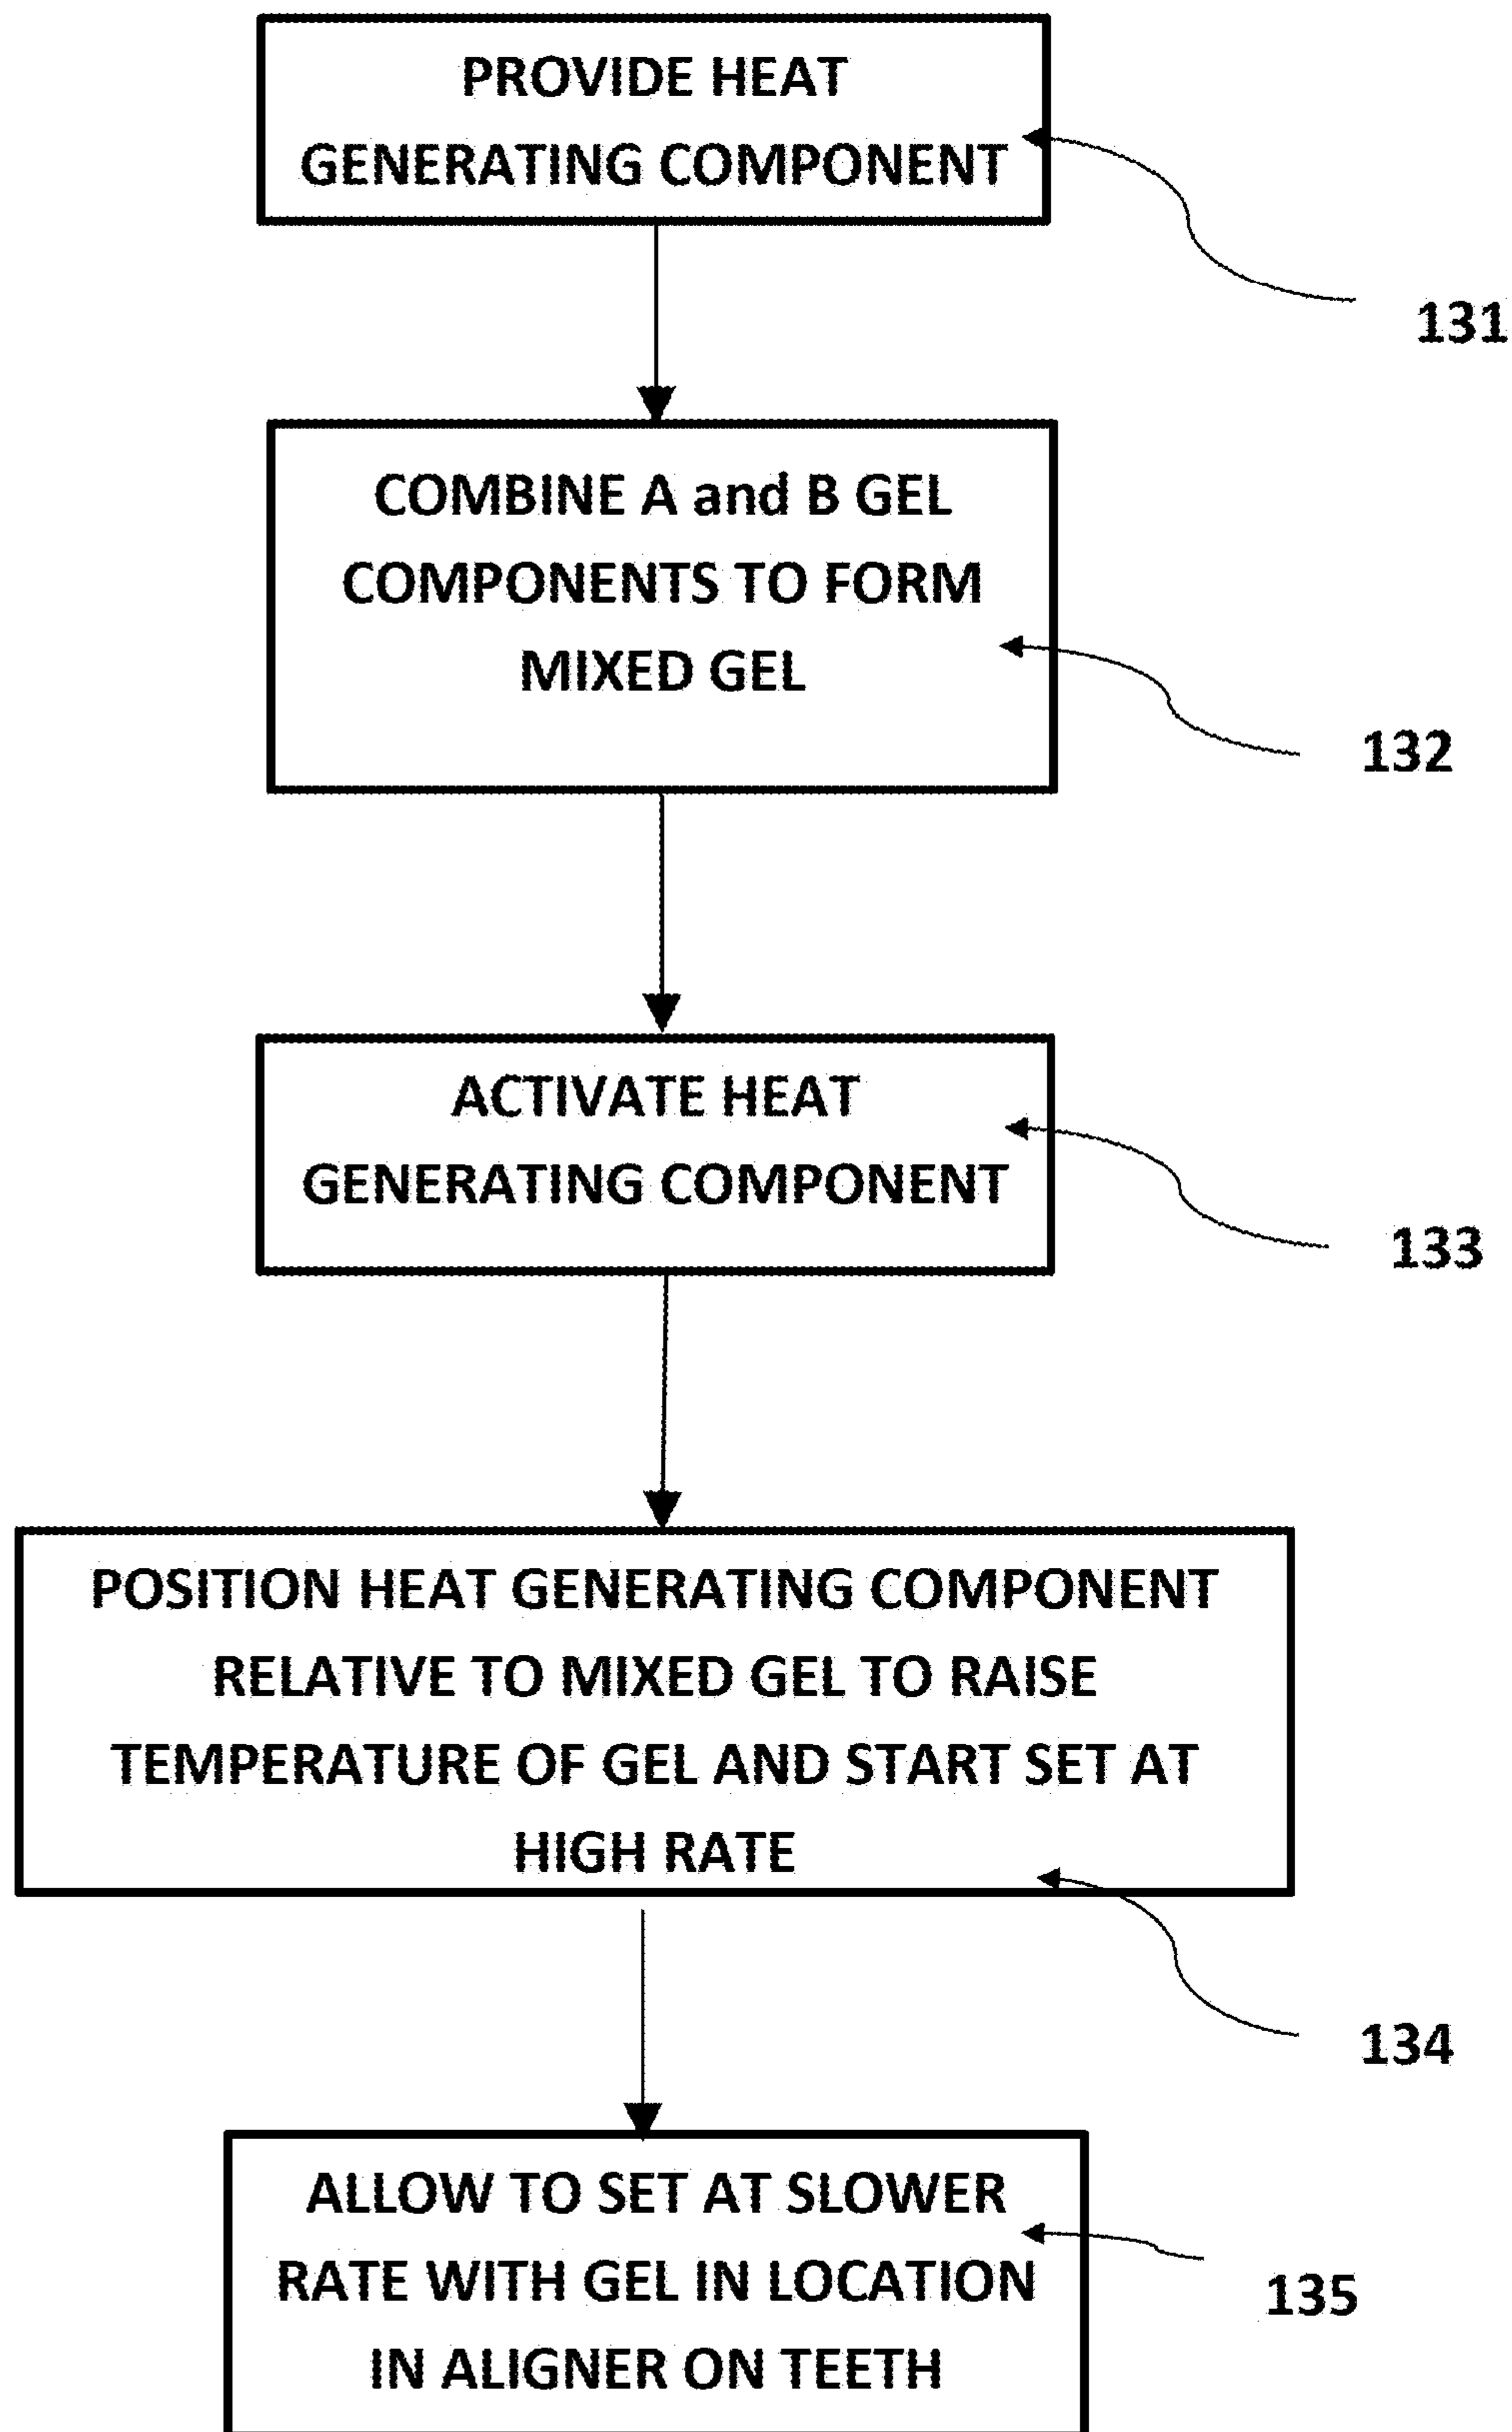 PROVIDE HEAT
GENERATING COMPONENT
131
COMBINE A and B GEL
COMPONENTS TO FORM
MIXED GEL
132
ACTIVATE HEAT
GENERATING COMPONENT
133
POSITION HEAT GENERATING COMPONENT
RELATIVE TO MIXED GEL TO RAISE
TEMPERATURE OF GEL AND START SET AT
HIGH RATE
134
ALLOW TO SET AT SLOWER
RATE WITH GEL IN LOCATION
IN ALIGNER ON TEETH
135